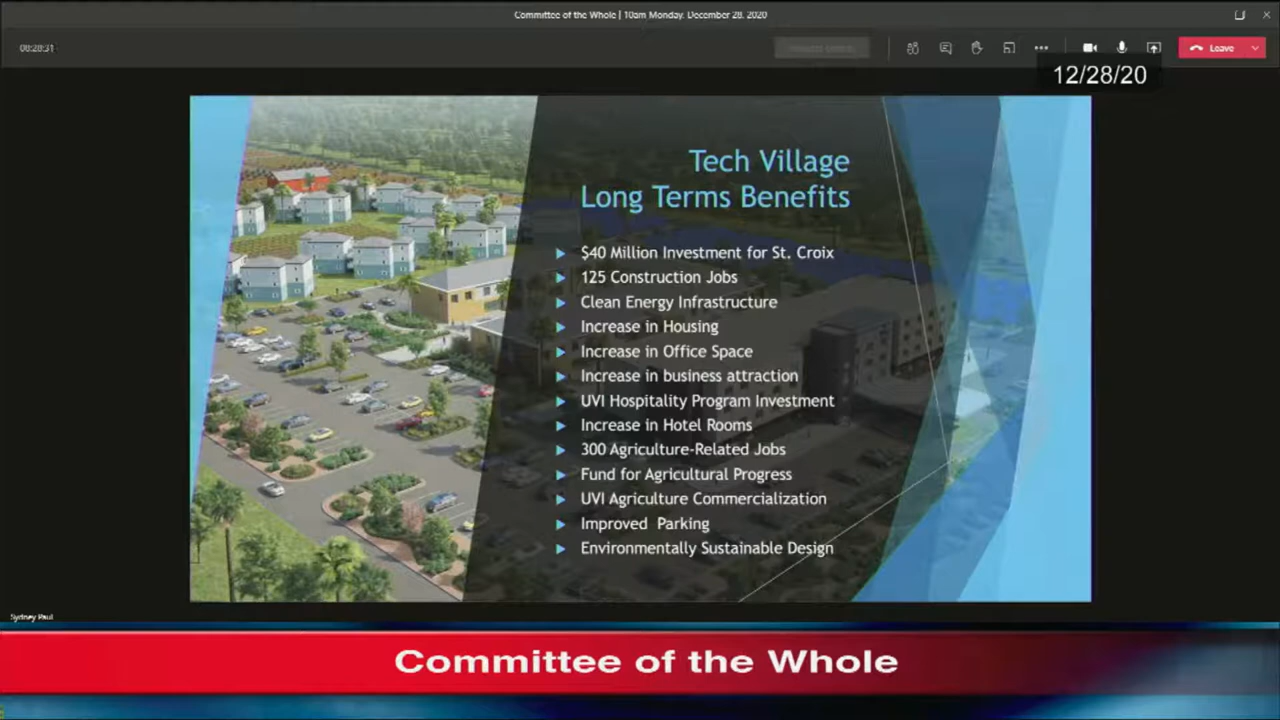 Committee of the Whole | 10am Monday, December 28, 2020
Leave
12/28/20
Tech Village
Long Terms Benefits
$40 Million Investment for St. Croix
125 Construction Jobs
Clean Energy Infrastructure
Increase in Housing
Increase in Office Space
Increase in business attraction
UVI Hospitality Program Investment
Increase in Hotel Rooms
300 Agriculture-Related Jobs
Fund for Agricultural Progress
UVI Agriculture Commercialization
Improved Parking
Environmentally Sustainable Design
Sydney Paul
Committee of the Whole